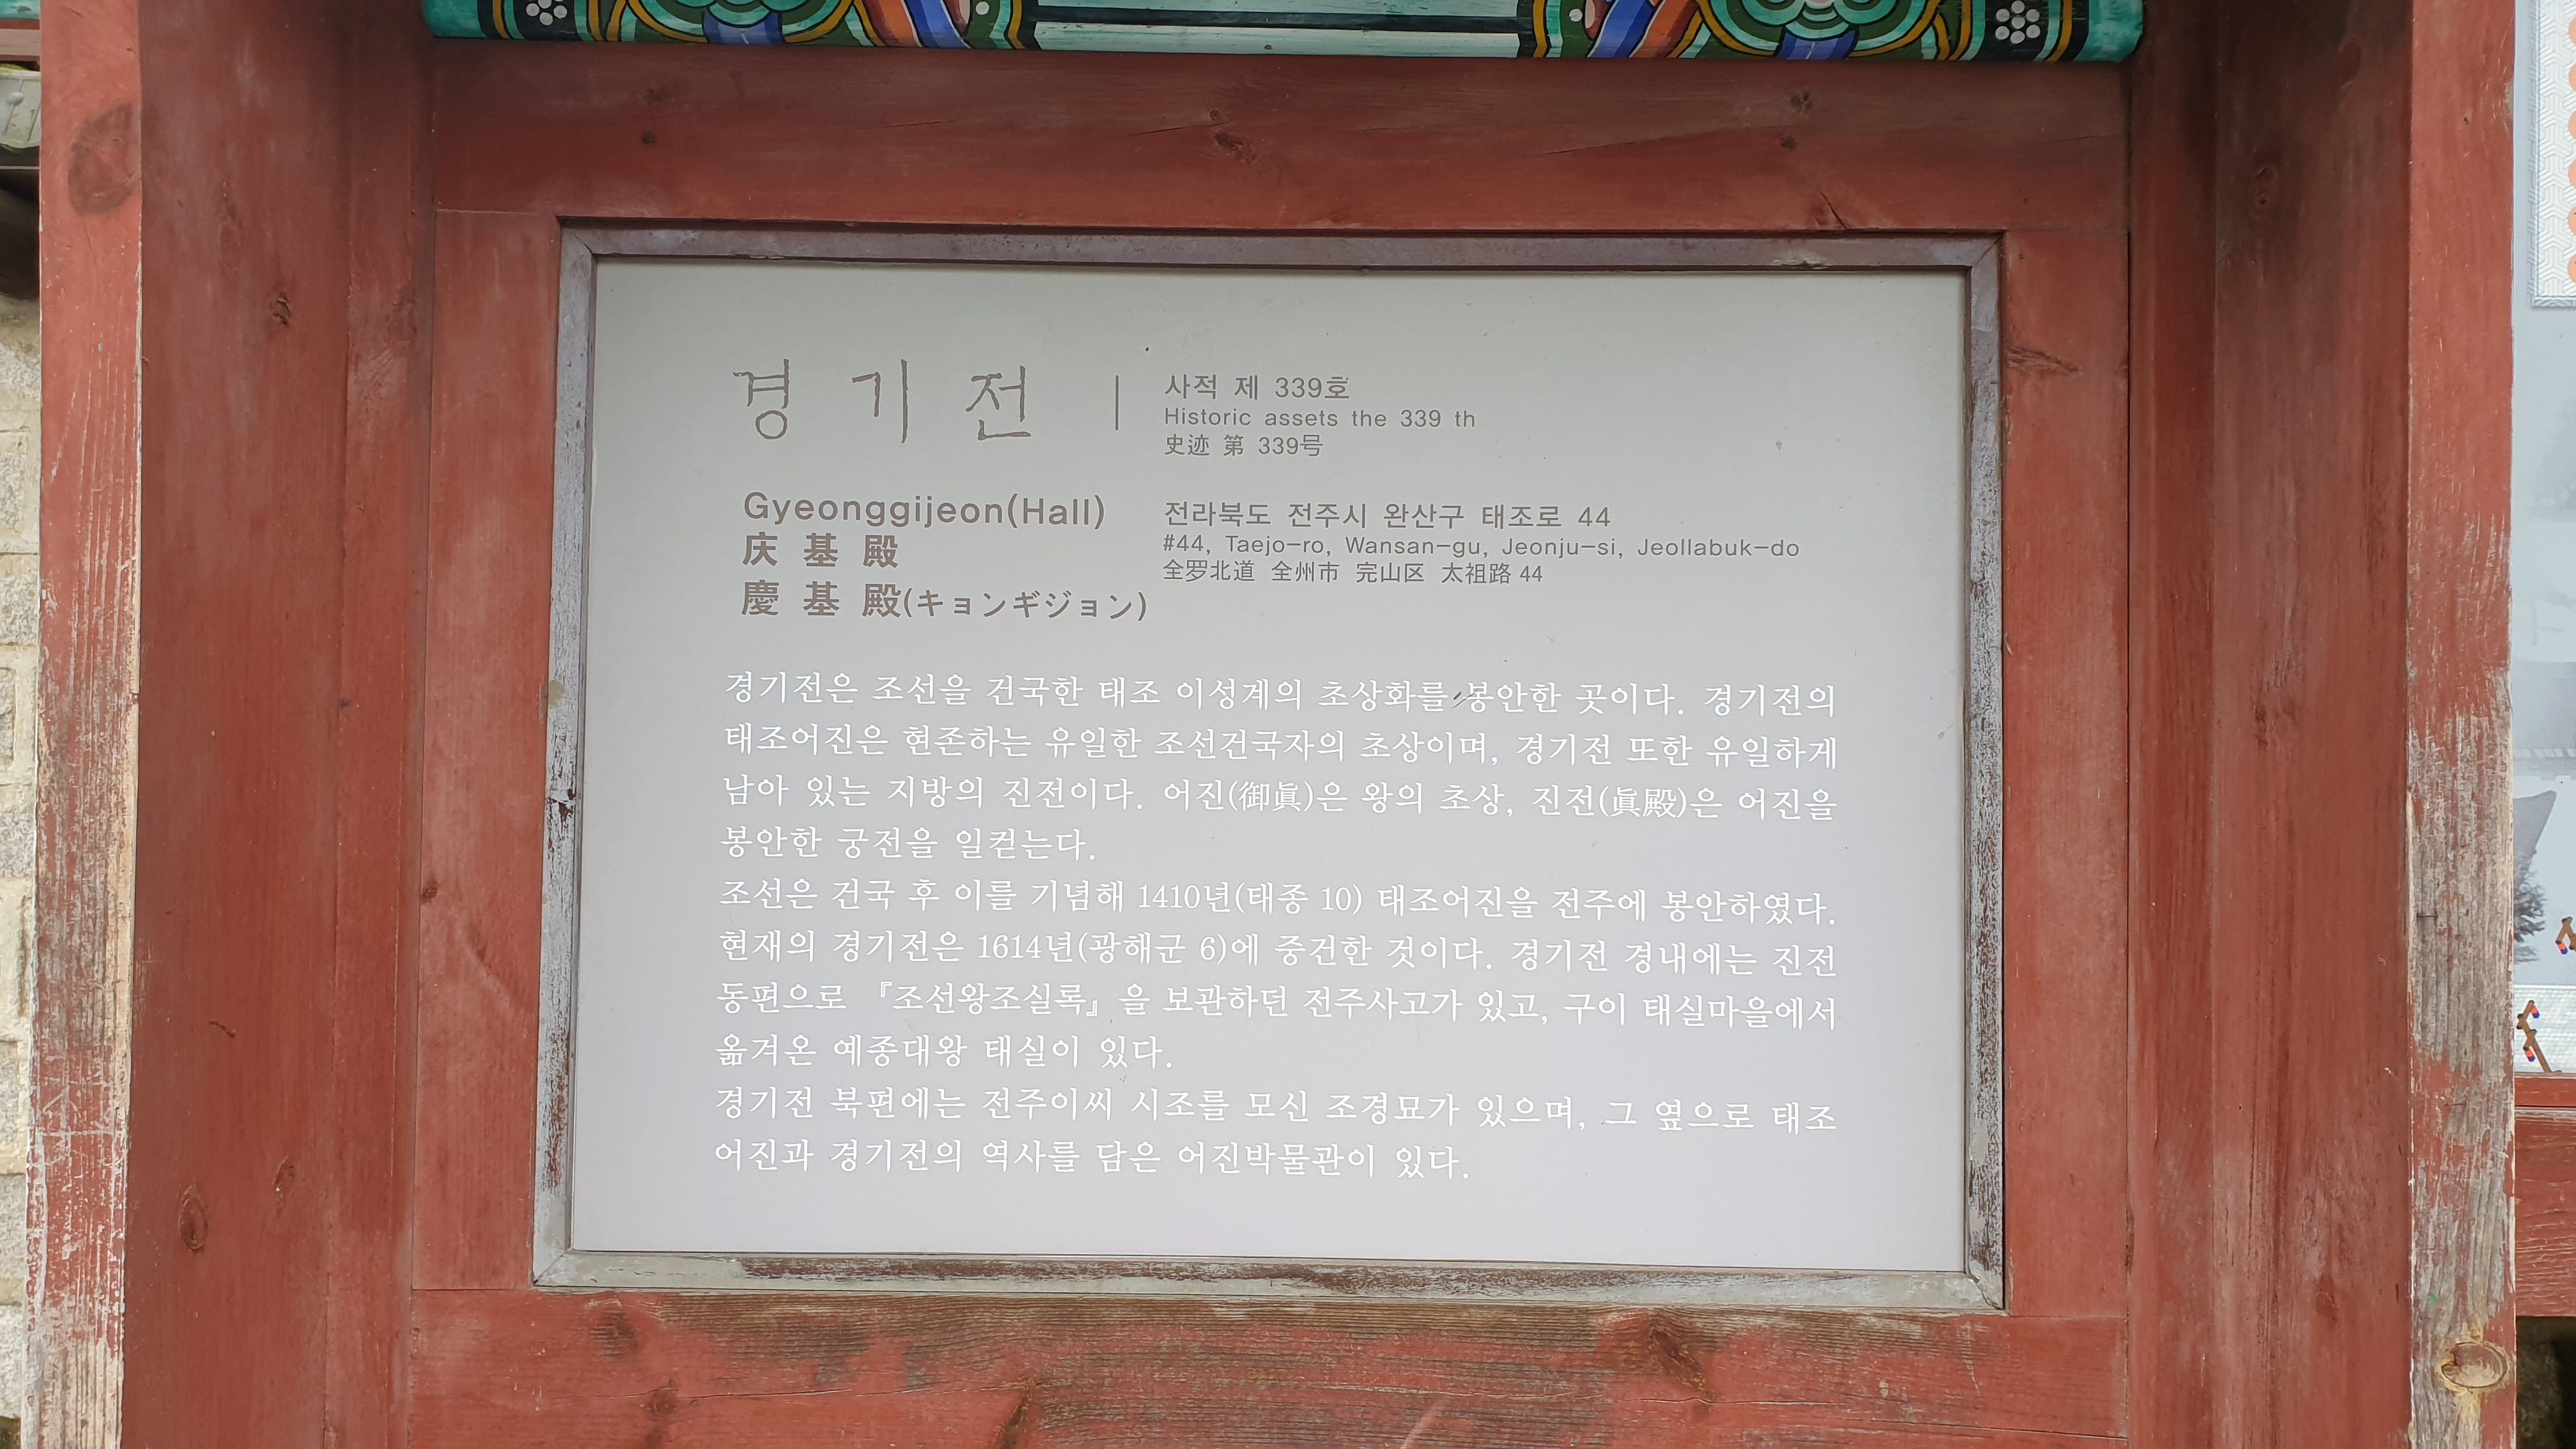 경기전
사적 제 339호
Historic assets the 339 th
史迹 第 339号
Gyeonggijeon(Hall)
庆基殿
慶基殿(キョンギジョン)
전라북도 전주시 완산구 태조로 44
#44, Taejo-ro, Wansan-gu, Jeonju-si, Jeollabuk-do
全罗北道 全州市 完山区 太祖路 44
경기전은 조선을 건국한 태조 이성계의 초상화를 봉안한 곳이다. 경기전의
태조어진은 현존하는 유일한 조선건국자의 초상이며, 경기전 또한 유일하게
남아 있는 지방의 진전이다. 어진(御眞)은 왕의 초상, 진전(眞殿)은 어진을
봉안한 궁전을 일컫는다.
조선은 건국 후 이를 기념해 1410년(태종 10) 태조어진을 전주에 봉안하였다.
현재의 경기전은 1614년(광해군 6)에 중건한 것이다. 경기전 경내에는 진전
동편으로 『조선왕조실록』을 보관하던 전주사고가 있고, 구이 태실마을에서
옮겨온 예종대왕 태실이 있다.
경기전 북편에는 전주이씨 시조를 모신 조경묘가 있으며, 그 옆으로 태조
어진과 경기전의 역사를 담은 어진박물관이 있다.